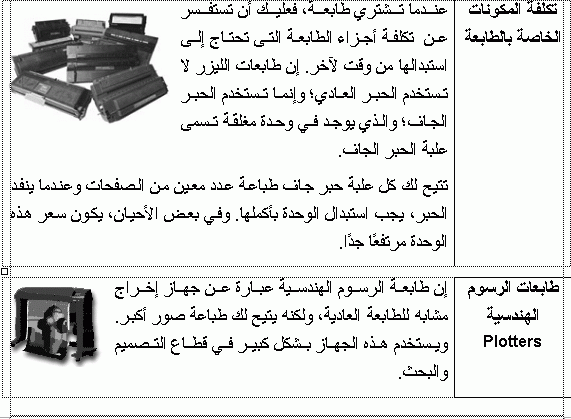 تكلفة المكونات
الخاصة بالطابعة
عندما تشتري طابعة، فعليك أن تستفسر
عن تكلفة أجزاء الطابعة التى تحتاج إلى
استبدالها من وقت لآخر. إن طابعات الليزر لا
تستخدم الحبر العادي؛ وإنما تستخدم الحبر
الجاف؛ والذي يوجد في وحدة مغلقة تسمى
علبة الحبر الجاف.
تتيح لك كل علبة حبر جاف طباعة عدد معين من الصفحات وعندما ينفد
الحبر، يجب استبدال الوحدة بأكملها. وفي بعض الأحيان، يكون سعر هذه
الوحدة مرتفعًا جدًا.
طابعات الرسوم
الهندسية
Plotters
إن طابعة الرسوم الهندسية عبارة عن جهاز إخراج
مشابه للطابعة العادية، ولكنه يتيح لك طباعة صور أكبر.
ويستخدم هذه الجهاز بشكل كبير في قطاع التصميم
والبحث.